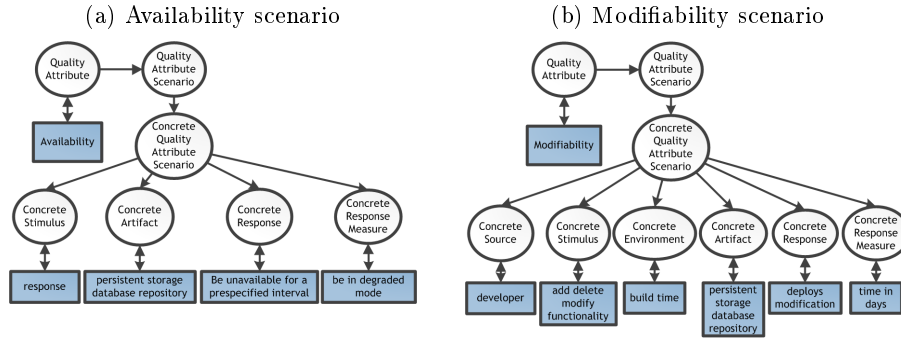 (a) Availability scenario
Quality
Attribute
Quality
Attribute
Scenario
Availability
Concrete
Quality
Attribute
Scenario
Concrete
Stimulus
Concrete
Artifact
Concrete
Response
Concrete
Response
Measure
response
persistent storage
database repository
Be unavailable for a
prespecified interval
be in degraded
mode
(b) Modifiability scenario
Quality
Attribute
Quality
Attribute
Scenario
Modifiability
Concrete
Quality
Attribute
Scenario
Concrete
Source
Concrete
Stimulus
Concrete
Environment
Concrete
Artifact
Concrete
Response
Concrete
Response
Measure
developer
add delete
modify
functionality
build time
persistent
storage
database
repository
deploys
modification
time in
days